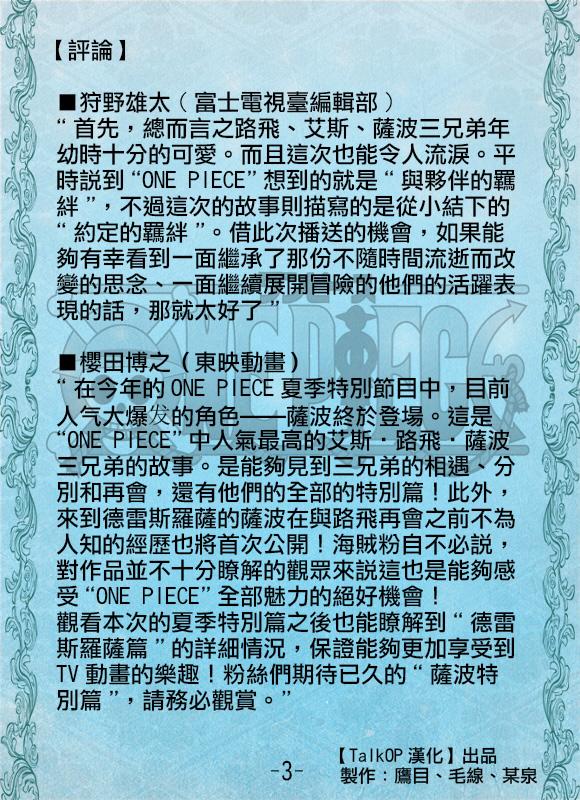 【評論】
■狩野雄太（富士電視臺編輯部）
“首先，總而言之路飛、艾斯、薩波三兄弟年
幼時十分的可愛。而且這次也能令人流淚。平
時説到“ONE PIECE”想到的就是“與夥伴的羈
絆”，不過這次的故事則描寫的是從小結下的
“約定的羈絆”。借此次播送的機會，如果能
夠有幸看到一面繼承了那份不隨時間流逝而改
變的思念、一面繼續展開冒險的他們的活躍表
現的話，那就太好了”
■櫻田博之（東映動畫）
“在今年的ONE PIECE夏季特別節目中，目前
人气大爆发的角色——薩波終於登場。這是
“ONE PIECE”中人氣最高的艾斯・路飛・薩波
三兄弟的故事。是能夠見到三兄弟的相遇、分
別和再會，還有他們的全部的特別篇！此外，
來到德雷斯羅薩的薩波在與路飛再會之前不為
人知的經歷也將首次公開！海賊粉自不必説，
對作品並不十分瞭解的觀眾來説這也是能夠感
受“ONE PIECE”全部魅力的絕好機會！
觀看本次的夏季特別篇之後也能瞭解到“德雷
斯羅薩篇”的詳細情況，保證能夠更加享受到
TV動畫的樂趣！粉絲們期待已久的“薩波特
別篇”，請務必觀賞。”
-3-
【TalkOP漢化】出品
製作：鷹目、毛線、某泉